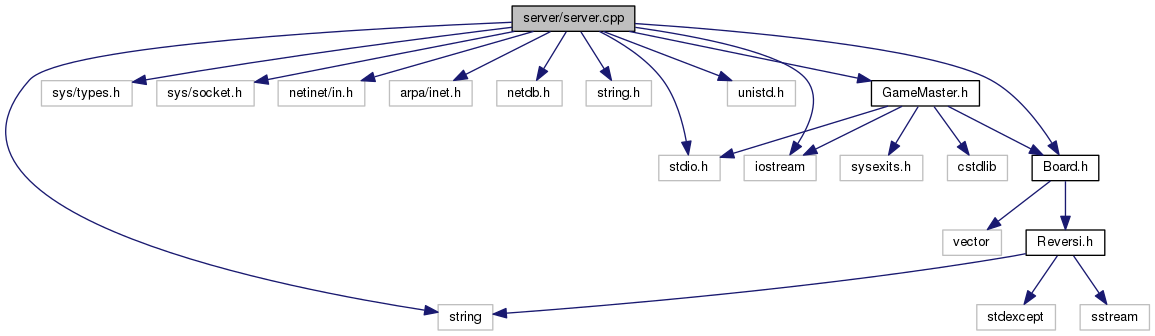 server/server.cpp
sys/types.h
sys/socket.h
netinet/in.h
arpa/inet.h
netdb.h
string.h
unistd.h
GameMaster.h
stdio.h
iostream
sysexits.h
cstdlib
Board.h
vector
Reversi.h
string
stdexcept
sstream